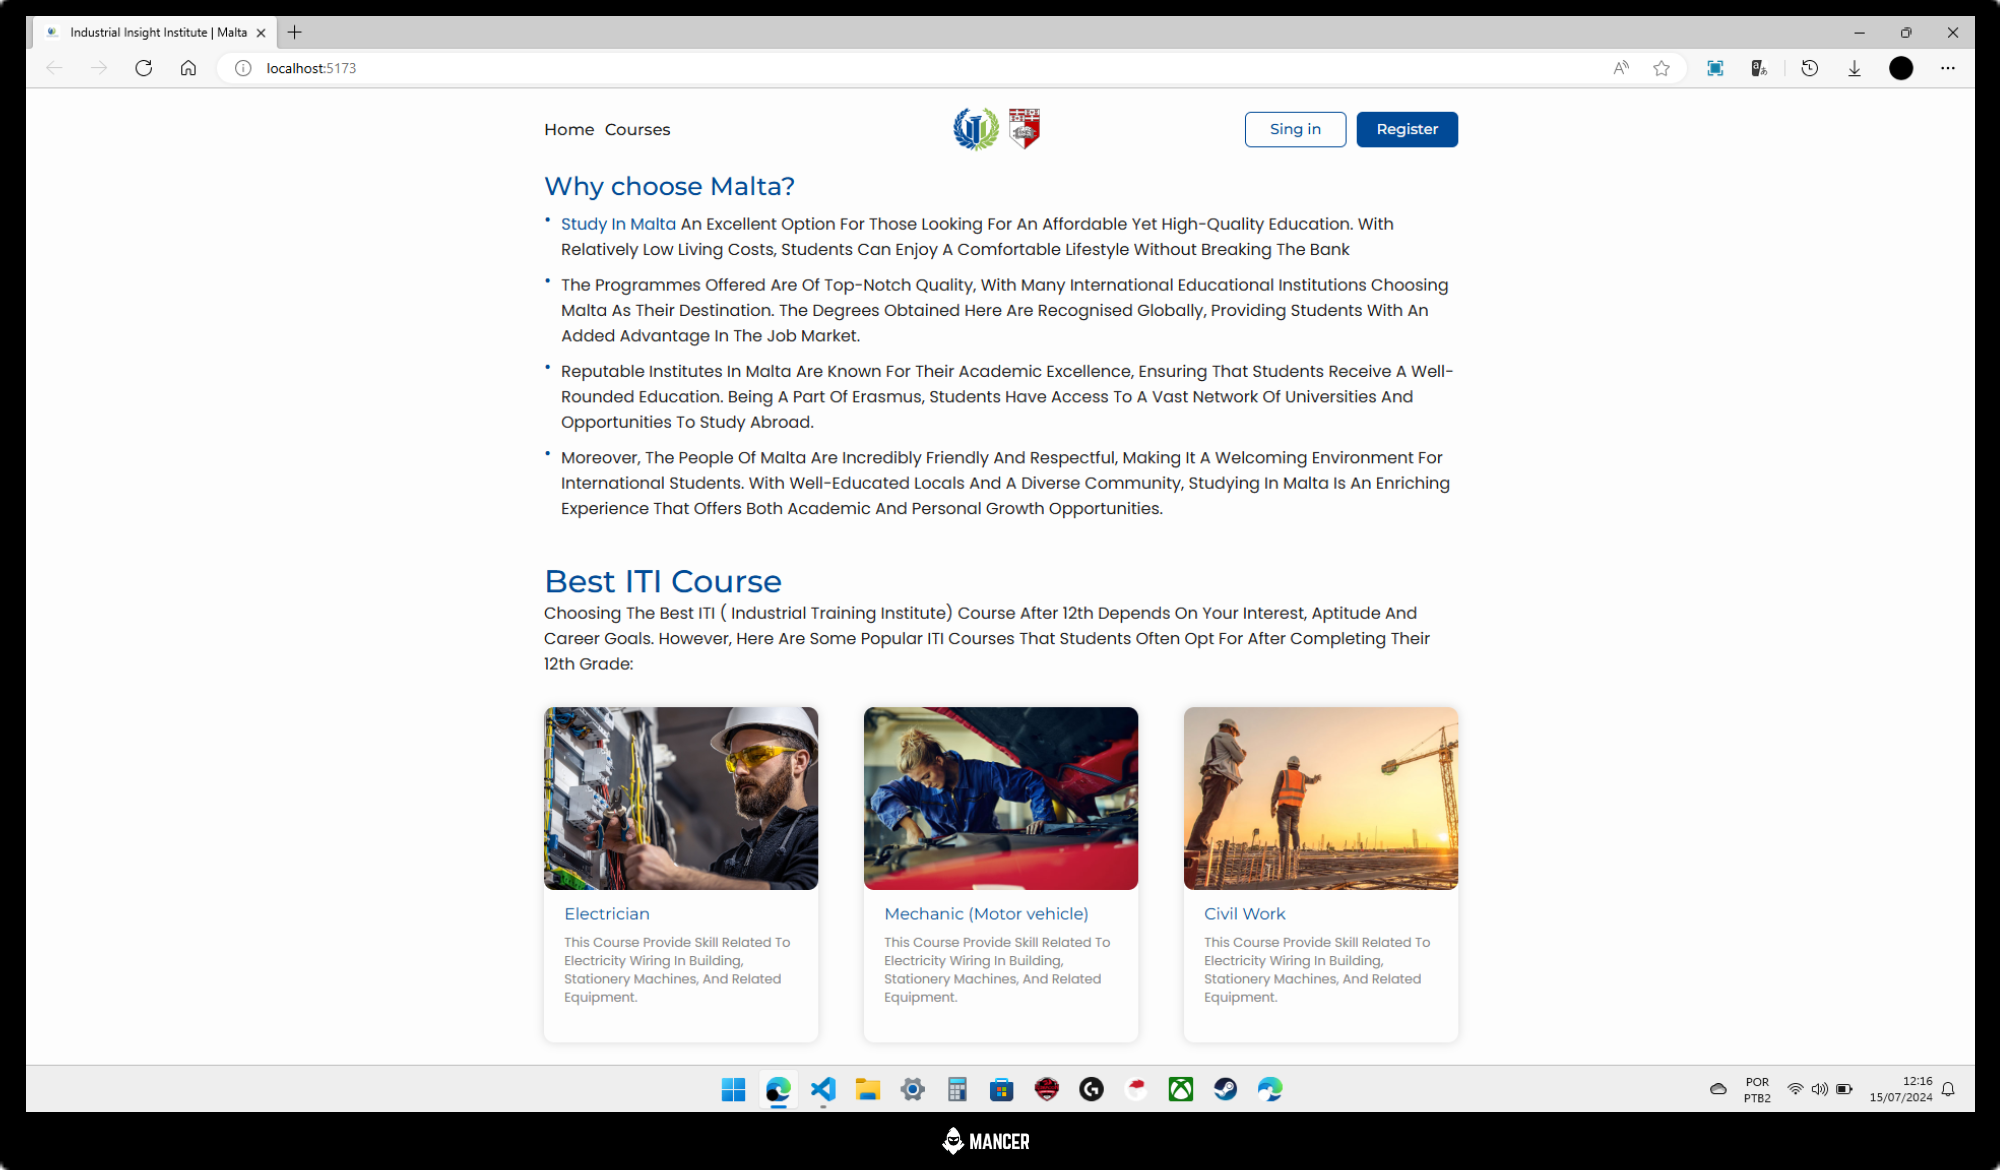 Industrial Insight Institute | Malta
localhost:5173
Home Courses
Sing in
Register
Why choose Malta?
• Study In Malta An Excellent Option For Those Looking For An Affordable Yet High-Quality Education. With
Relatively Low Living Costs, Students Can Enjoy A Comfortable Lifestyle Without Breaking The Bank
• The Programmes Offered Are Of Top-Notch Quality, With Many International Educational Institutions Choosing
Malta As Their Destination. The Degrees Obtained Here Are Recognised Globally, Providing Students With An
Added Advantage In The Job Market.
• Reputable Institutes In Malta Are Known For Their Academic Excellence, Ensuring That Students Receive A Well-
Rounded Education. Being A Part Of Erasmus, Students Have Access To A Vast Network Of Universities And
Opportunities To Study Abroad.
• Moreover, The People Of Malta Are Incredibly Friendly And Respectful, Making It A Welcoming Environment For
International Students. With Well-Educated Locals And A Diverse Community, Studying In Malta Is An Enriching
Experience That Offers Both Academic And Personal Growth Opportunities.
Best ITI Course
Choosing The Best ITI ( Industrial Training Institute) Course After 12th Depends On Your Interest, Aptitude And
Career Goals. However, Here Are Some Popular ITI Courses That Students Often Opt For After Completing Their
12th Grade:
Electrician
This Course Provide Skill Related To
Electricity Wiring In Building,
Stationery Machines, And Related
Equipment.
Mechanic (Motor vehicle)
This Course Provide Skill Related To
Electricity Wiring In Building,
Stationery Machines, And Related
Equipment.
Civil Work
This Course Provide Skill Related To
Electricity Wiring In Building,
Stationery Machines, And Related
Equipment.
POR
PTB2
12:16
15/07/2024
MANCER